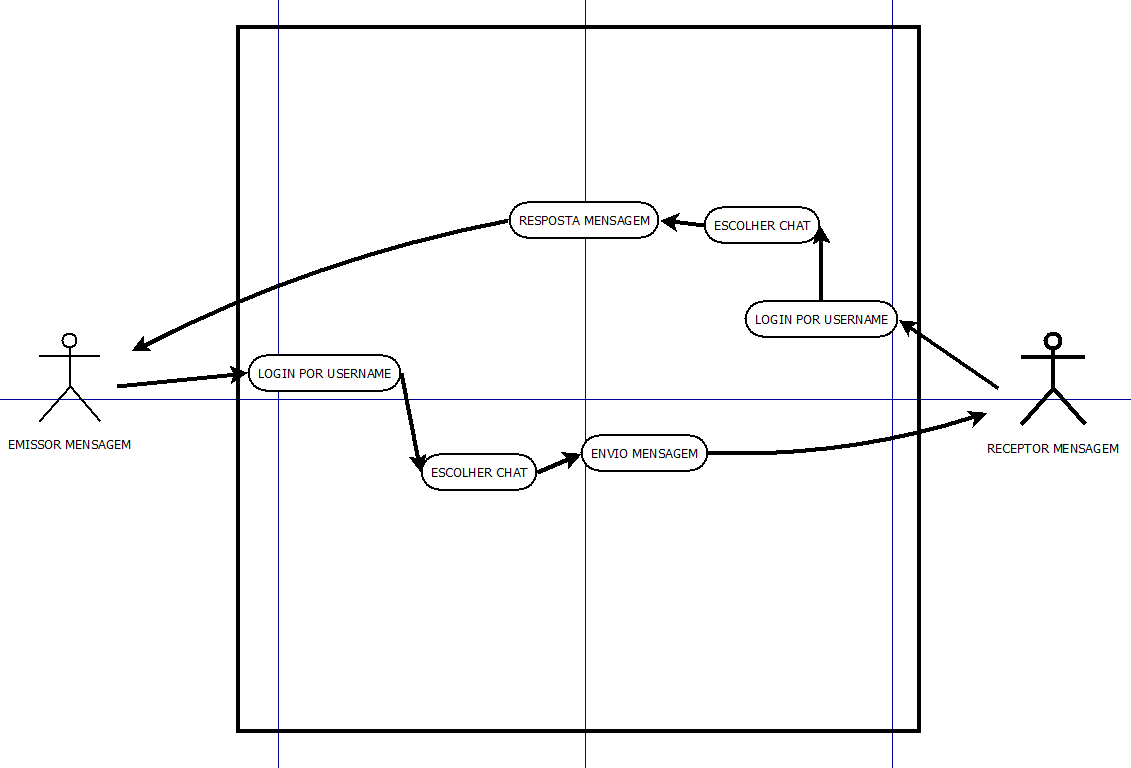 RESPOSTA MENSAGEM
ESCOLHER CHAT
LOGIN POR USERNAME
LOGIN POR USERNAME
EMISSOR MENSAGEM
RECEPTOR MENSAGEM
ENVIO MENSAGEM
ESCOLHER CHAT